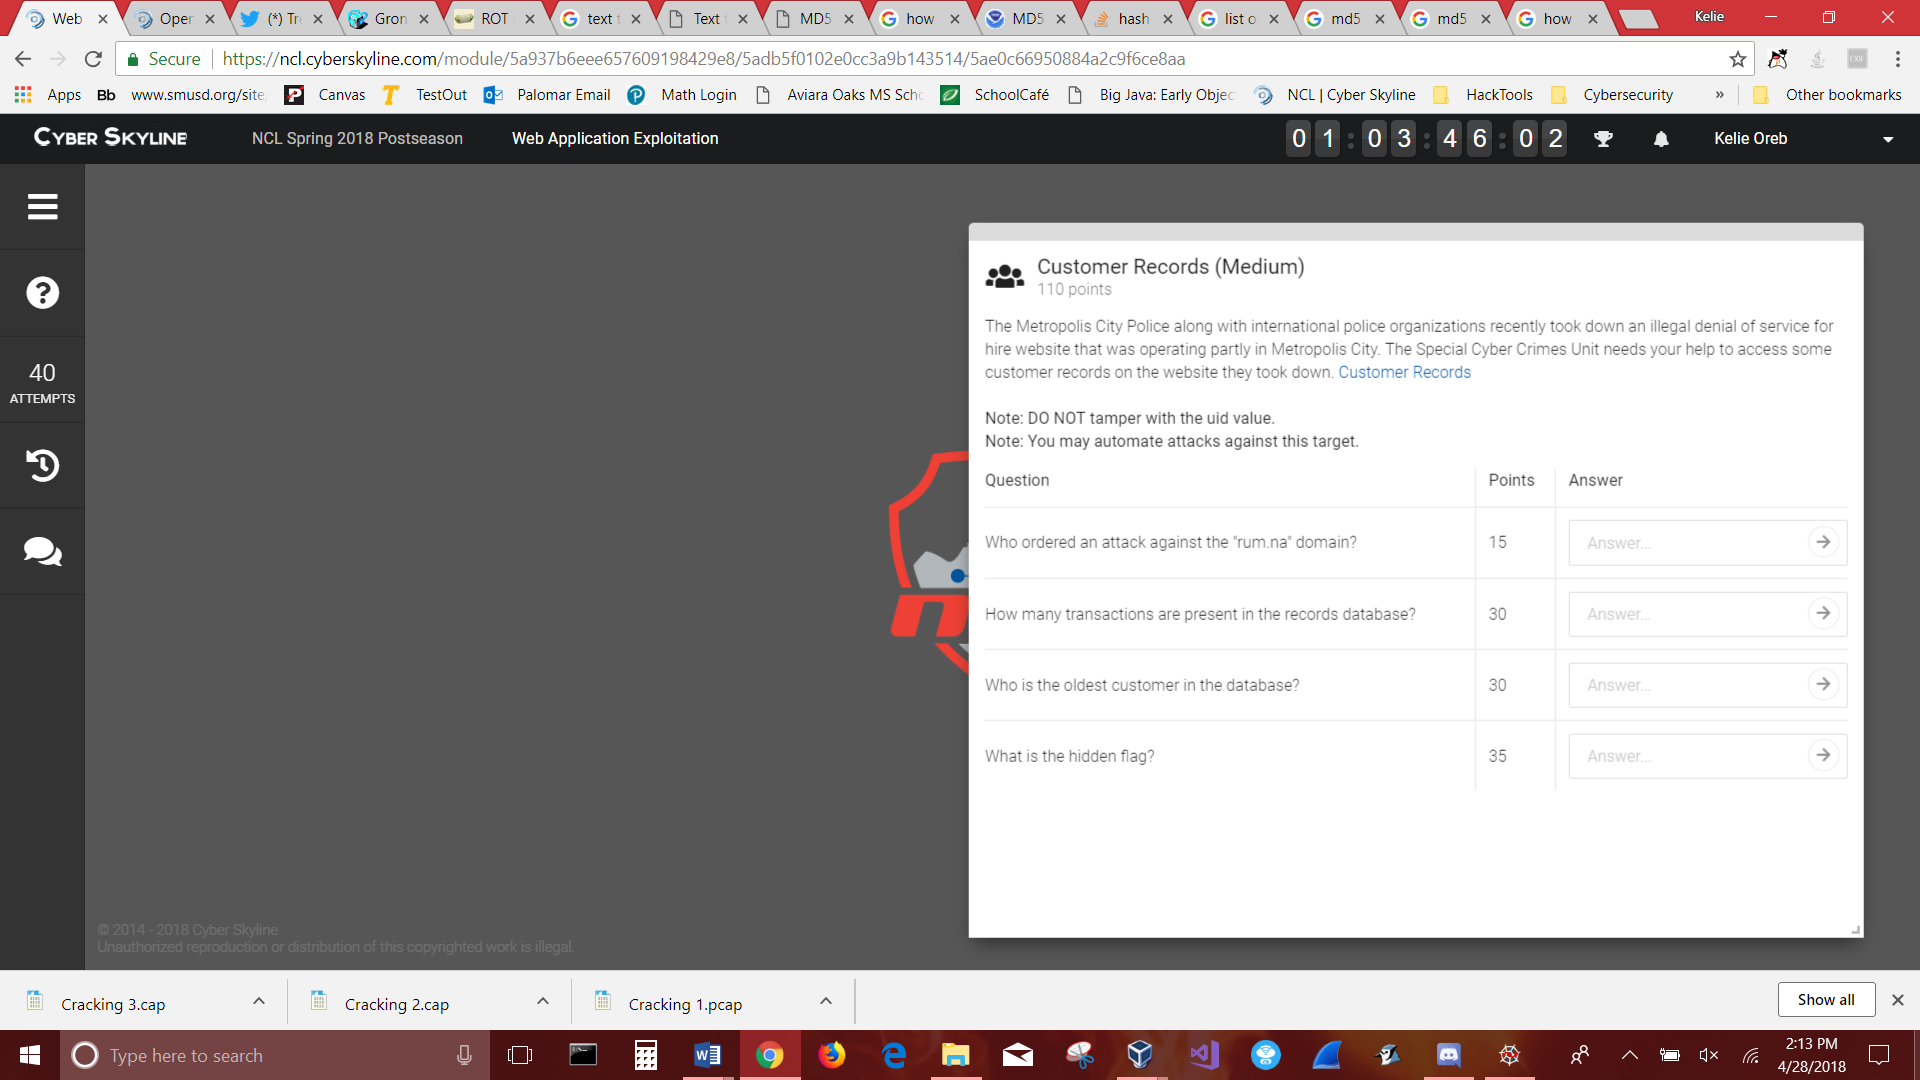 Web
Oper
(*) Tr
Gron
ROT
text t
Text
MD5
how
MD5
hash
list o
md5
md5
how
Kelie
Secure https://ncl.cyberskyline.com/module/5a937b6eee657609198429e8/5adb5f0102e0cc3a9b143514/5ae0c66950884a2c9f6ce8aa
Apps
Bb www.smusd.org/site
Canvas
TestOut
Palomar Email
Math Login
Aviara Oaks MS Scho
SchoolCafé
Big Java: Early Objec
NCL | Cyber Skyline
HackTools
Cybersecurity
»
Other bookmarks
CYBER SKYLINE
NCL Spring 2018 Postseason
Web Application Exploitation
01:03:46:02
Kelie Oreb
40
ATTEMPTS
Customer Records (Medium)
110 points
The Metropolis City Police along with international police organizations recently took down an illegal denial of service for
hire website that was operating partly in Metropolis City. The Special Cyber Crimes Unit needs your help to access some
customer records on the website they took down. Customer Records
Note: DO NOT tamper with the uid value.
Note: You may automate attacks against this target.
Question Points Answer
Who ordered an attack against the "rum.na" domain? 15 Answer...
How many transactions are present in the records database? 30 Answer...
Who is the oldest customer in the database? 30 Answer...
What is the hidden flag? 35 Answer...
© 2014 - 2018 Cyber Skyline
Unauthorized reproduction or distribution of this copyrighted work is illegal.
Cracking 3.cap
Cracking 2.cap
Cracking 1.pcap
Show all
Type here to search
2:13 PM
4/28/2018